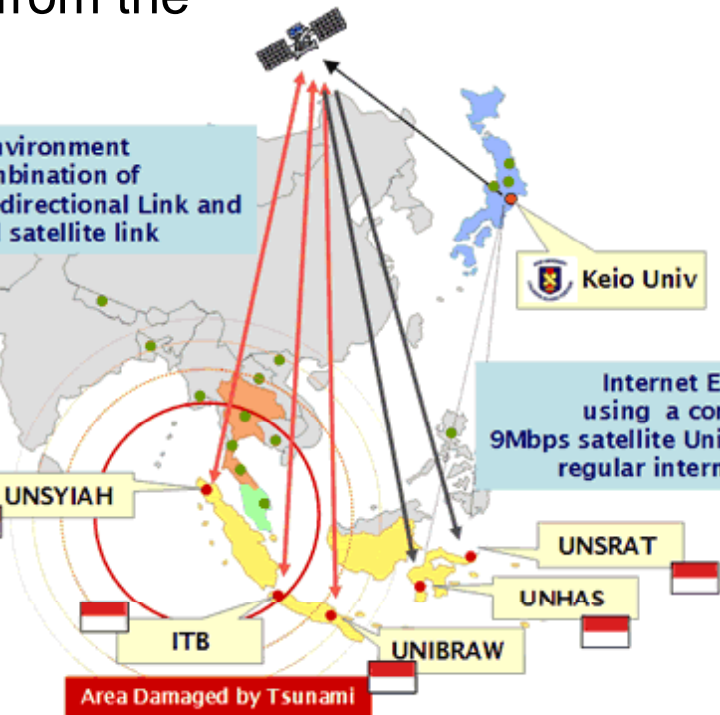 from the
vironment
nbination of
directional Link and
l satellite link
Keio Univ
Internet E
using a co
9Mbps satellite Uni
regular intern
UNSYIAH
UNSRAT
UNHAS
ITB
UNIBRAW
Area Damaged by Tsunami